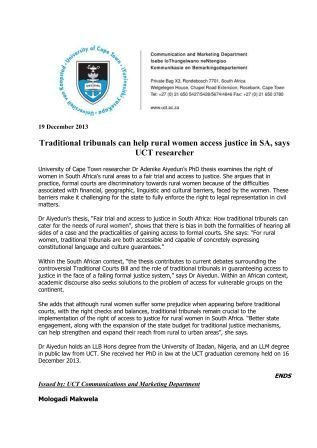 Communication and Marketing Department
Isebe loThungelwano neNtengiso
Kommunikasie en Bemarkingsdepartement
Private Bag X3, Rondebosch 7701, South Africa
Welgelegen House, Chapel Road Extension, Rosebank, Cape Town
Tel: +27 (0) 21 650 5427/5428/5674
www.uct.ac.za
19 December 2013
Traditional tribunals can help rural women access justice in SA, says
UCT researcher
University of Cape Town researcher Dr Adenike Aiyedun's PhD thesis examines the right of
women in South Africa's rural areas to a fair trial and access to justice. She argues that in
practice, formal courts are discriminatory towards rural women because of the difficulties
associated with financial, geographic, linguistic and cultural barriers, faced by the women. These
barriers make it challenging for the state to fully enforce the right to legal representation in civil
cases.
Dr Aiyedun's thesis, "Fair trial and access to justice in South Africa: How traditional tribunals can
cater for the needs of rural women", shows that there is bias in both the formalities of hearing all
sides of a case and the practicalities of gaining access to formal courts. She says: "For rural
women, traditional tribunals are both accessible and capable of concretely expressing
constitutional language and culture guarantees."
Within the South African context, "the thesis contributes to current debates surrounding the
controversial Traditional Courts Bill and the role of traditional tribunals in guaranteeing access to
justice in the face of a failing formal justice system," says Dr Aiyedun. Within an African context,
academic discourse also seeks solutions to the problem of access for vulnerable groups on the
continent.
She adds that although rural women suffer some prejudice when appearing before traditional
courts, with the right checks and balances, traditional tribunals remain crucial to the
implementation of the right of access to justice for rural women in South Africa. "Better state
engagement, along with the expansion of the state budget for traditional justice mechanisms,
can help strengthen and expand their reach from rural to urban areas", she says.
Dr Aiyedun holds an LLB Hons degree from the University of Ibadan, Nigeria, and an LLM degree
in public law from UCT. She received her PhD in law at the UCT graduation ceremony held on 16
December 2013.
ENDS
Issued by: UCT Communications and Marketing Department
Mologadi Makwela